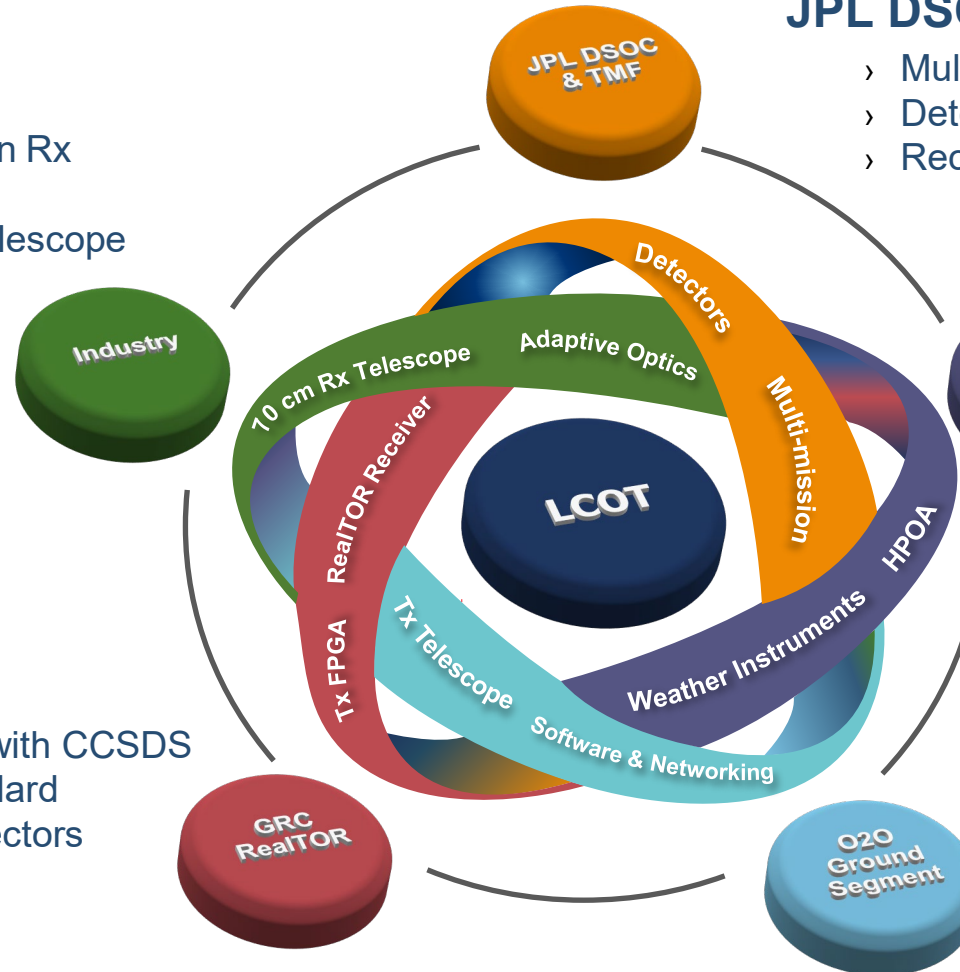 JPL DSOC
& TMF
n Rx
lescope
Industry
Detectors
Multi-mission
Adaptive Optics
70 cm Rx Telescope
RealTOR Receiver
Tx FPGA
LCOT
HPOA
Weather Instruments
Tx Telescope
Software & Networking
with CCSDS
lard
ectors
GRC
RealTOR
O2O
Ground
Segment
JPL DSO
› Mul
› Det
› Rec